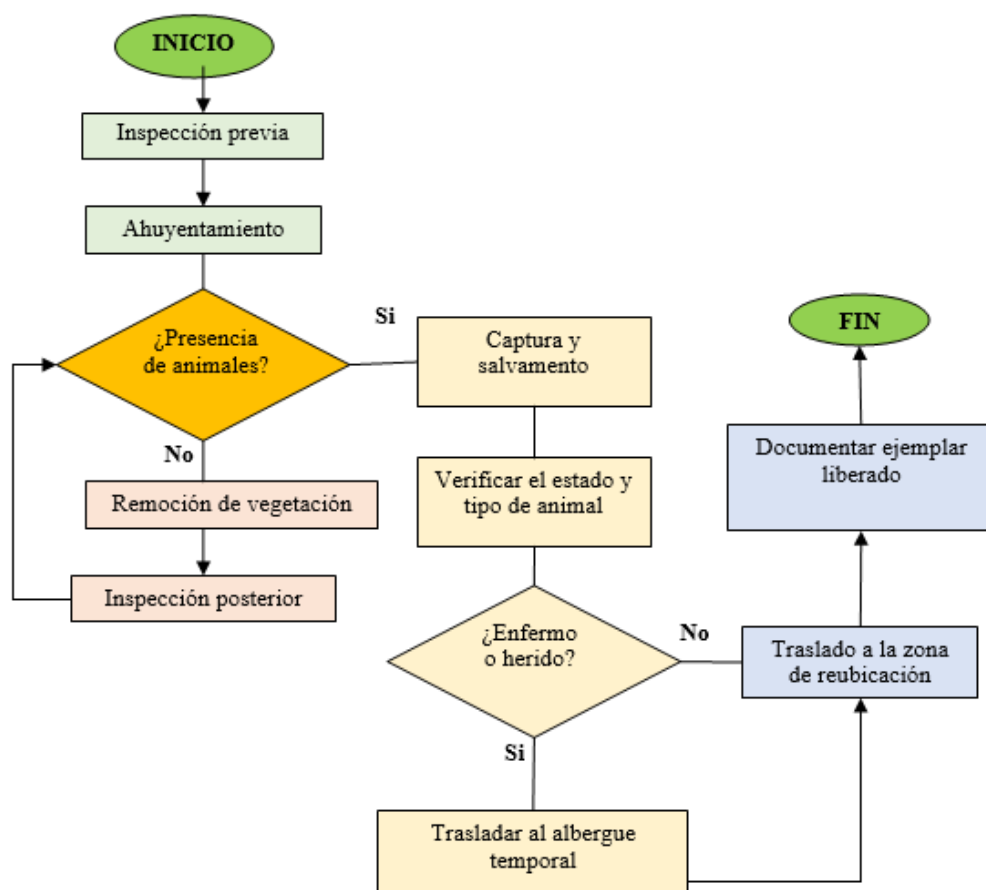 INICIO
Inspección previa
Ahuyentamiento
¿Presencia
de animales?
Si
Captura y
salvamento
No
Remoción de vegetación
Inspección posterior
Verificar el estado y
tipo de animal
¿Enfermo
o herido?
No
Traslado a la zona
de reubicación
Si
Trasladar al albergue
temporal
Documentar ejemplar
liberado
FIN